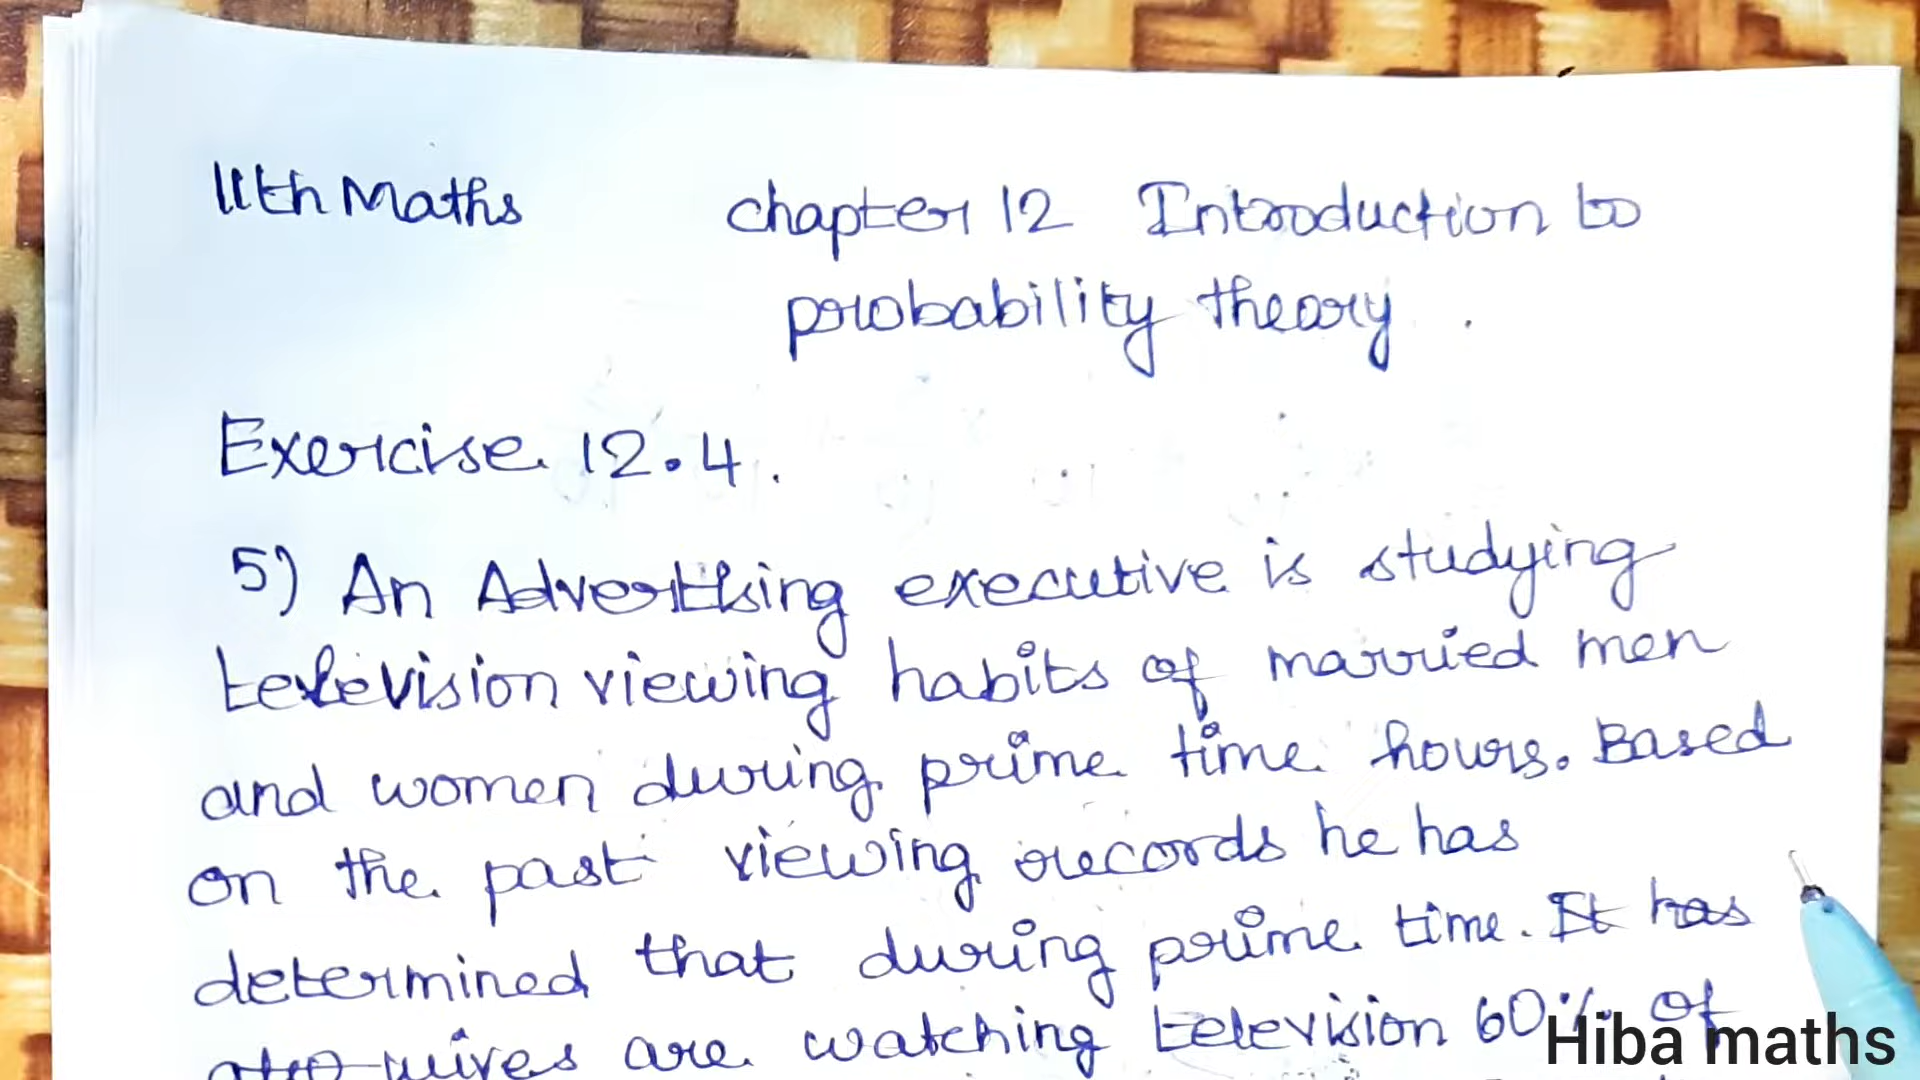 11th Maths chapter 12 Introduction to
probability theory.
Exercise 12.4.
5) An Advertising executive is studying
television viewing habits of married men
and women during prime time hours. Based
on the past viewing records he has
determined that during prime time. It has
wives are watching television 60% of
Hiba maths